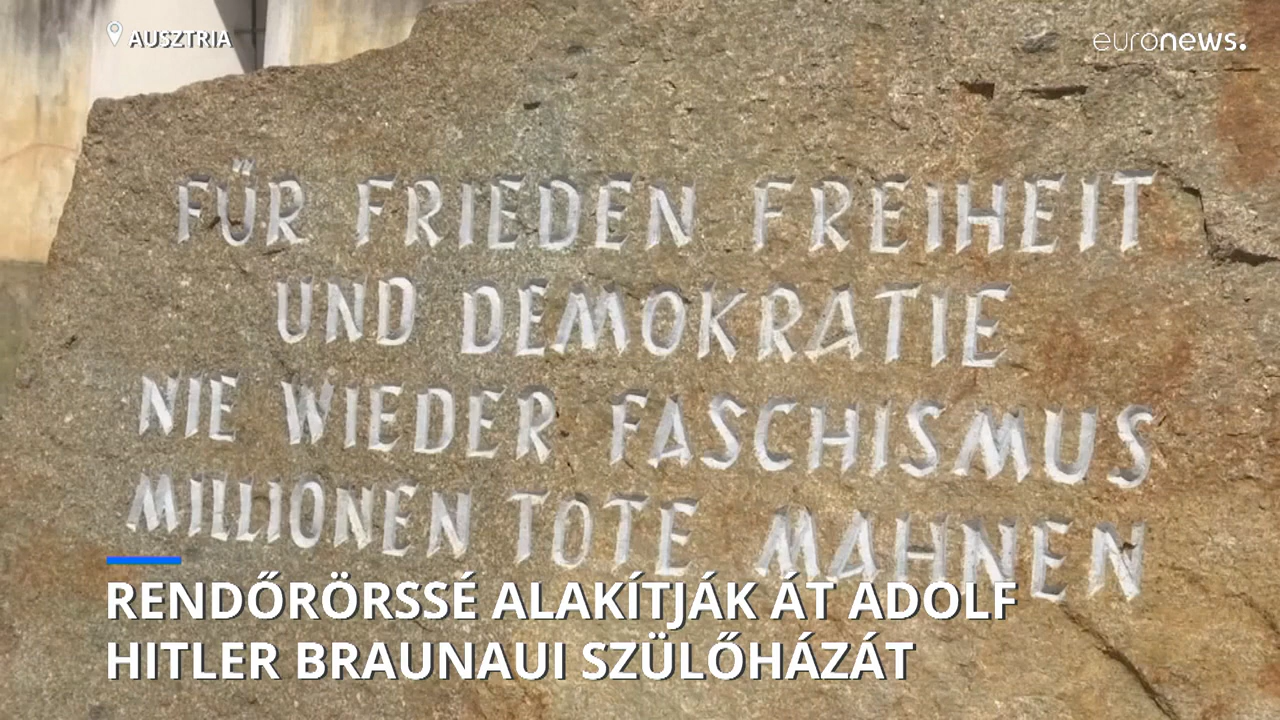 AUSZTRIA
euronews.
FÜR FRIEDEN FREIHEIT
UND DEMOKRATIE
NIE WIEDER FASCHISMUS
MILLIONEN TOTE MAHNEN
RENDŐRÖRSSÉ ALAKÍTJÁK ÁT ADOLF
HITLER BRAUNAUI SZÜLŐHÁZÁT